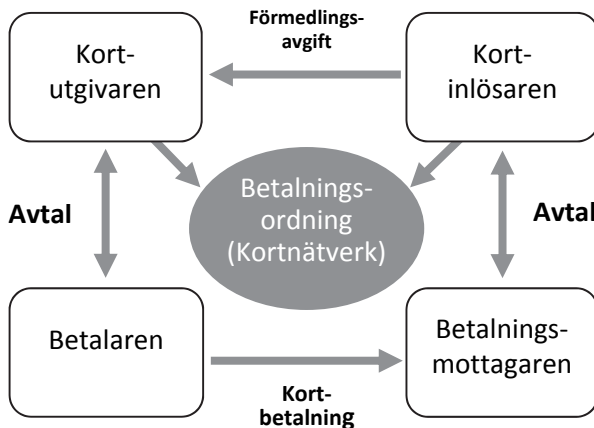 Förmedlings-
avgift
Kort-
utgivaren
Kort-
inlösaren
Betalnings-
ordning
(Kortnätverk)
Avtal
Avtal
Betalaren
Betalnings-
mottagaren
Kort-
betalning